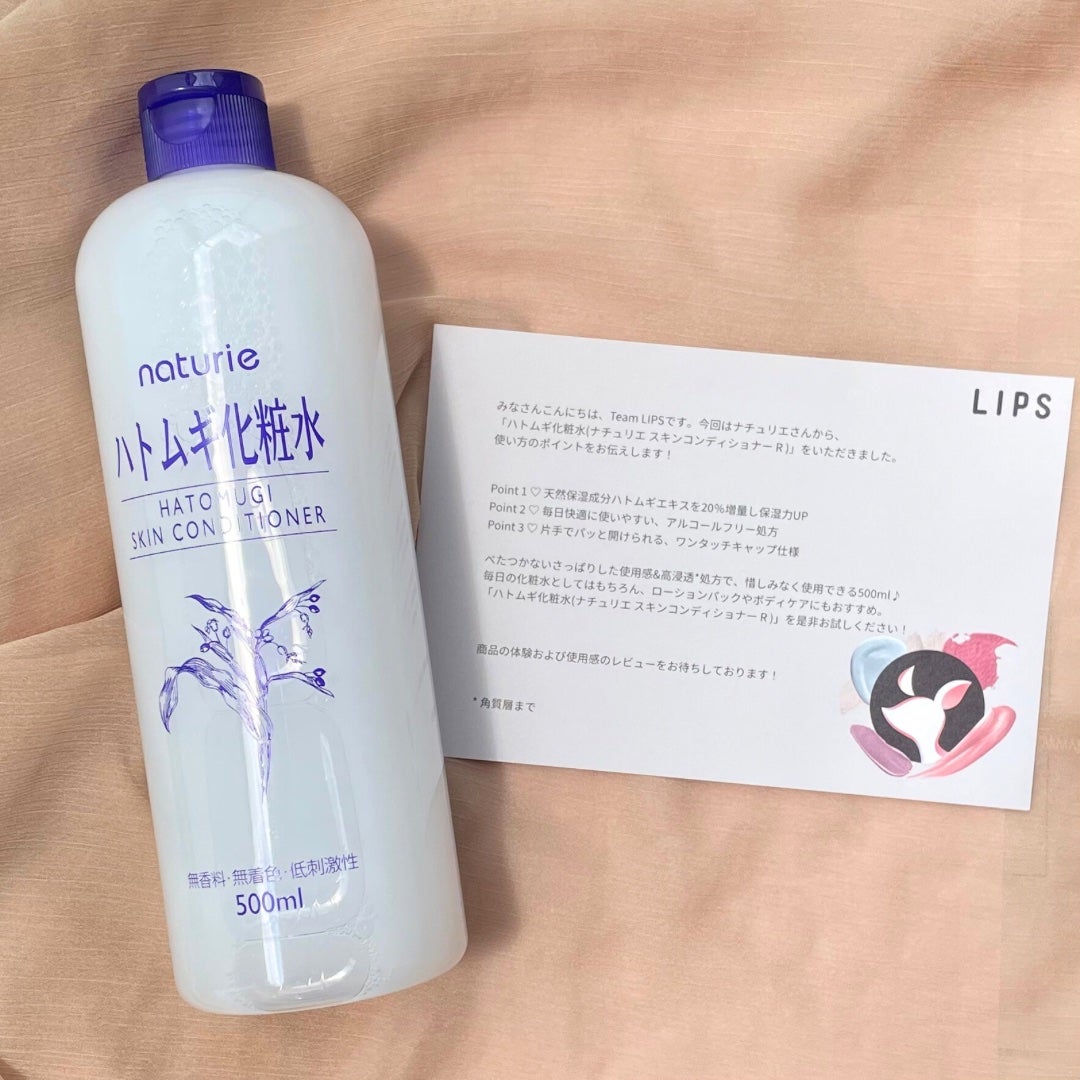 naturie
ハトムギ化粧水
HATOMUGI
SKIN CONDITIONER
無香料・無着色・低刺激性
500ml
LIPS
みなさんこんにちは、Team LIPSです。今回はナチュリエさんから、
「ハトムギ化粧水(ナチュリエ スキンコンディショナーR)」をいただきました。
使い方のポイントをお伝えします！
Point 1♡天然保湿成分ハトムギエキスを20%増量し保湿力UP
Point 2♡毎日快適に使いやすい、アルコールフリー処方
Point 3♡片手でパッと開けられる、ワンタッチキャップ仕様
べたつかないさっぱりした使用感&高浸透*処方で、惜しみなく使用できる500ml♪
毎日の化粧水としてはもちろん、ローションパックやボディケアにもおすすめ。
「ハトムギ化粧水(ナチュリエ スキンコンディショナーR)」を是非お試しください！
商品の体験および使用感のレビューをお待ちしております！
*角質層まで